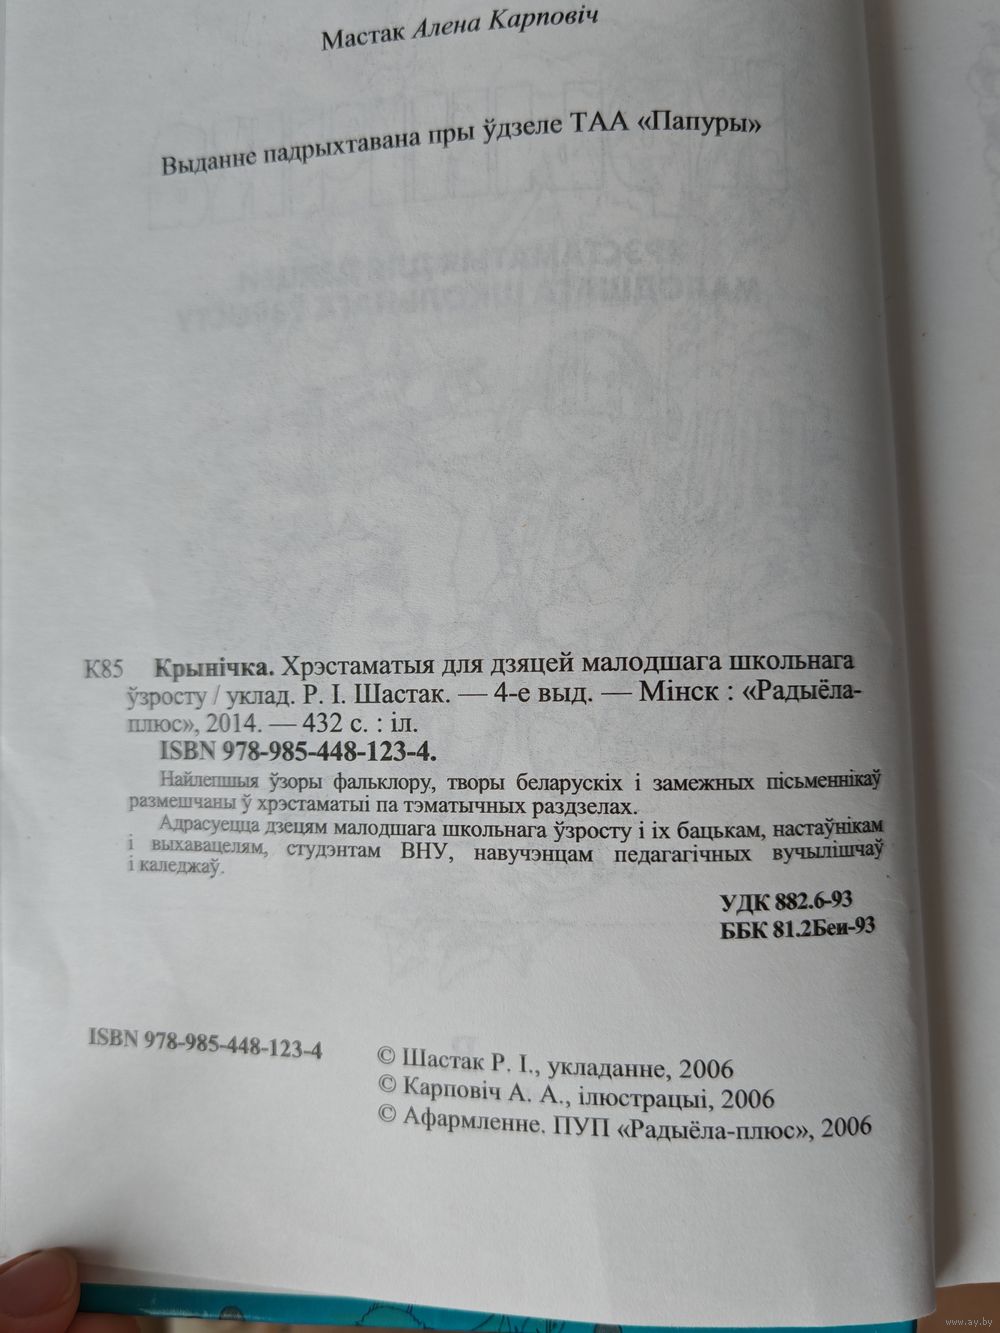 Мастак Алена Карповіч
Выданне падрыхтавана пры ўдзеле ТАА «Папуры»
К85 Крынічка. Хрэстаматыя для дзяцей малодшага школьнага
ўзросту / уклад. Р. І. Шастак. — 4-е выд. — Мінск : «Радыёла-
плюс», 2014. — 432 с. : іл.
ISBN 978-985-448-123-4.
Найлепшыя ўзоры фальклору, творы беларускіх і замежных пісьменнікаў
размешчаны ў хрэстаматыі па тэматычных раздзелах.
Адрасуецца дзецям малодшага школьнага ўзросту і іх бацькам, настаўнікам
і выхавацелям, студэнтам ВНУ, навучэнцам педагагічных вучылішчаў
і каледжаў.
УДК 882.6-93
ББК 81.2Беи-93
ISBN 978-985-448-123-4
© Шастак Р. І., укладанне, 2006
© Карповіч А. А., ілюстрацыі, 2006
© Афармленне. ПУП «Радыёла-плюс», 2006
www.ay.by